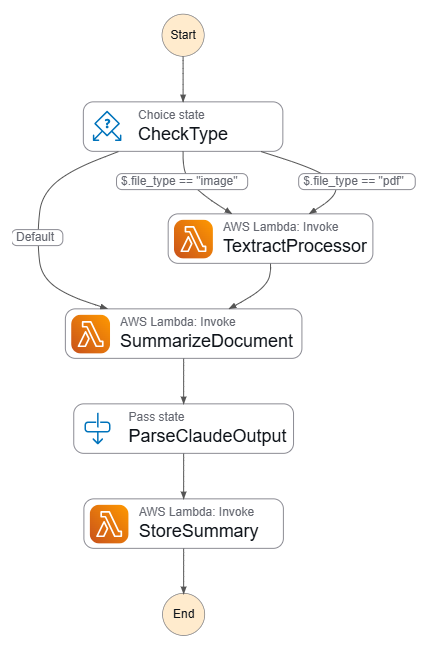 Start
Choice state
CheckType
$.file_type == "image"
$.file_type == "pdf"
AWS Lambda: Invoke
TextractProcessor
Default
AWS Lambda: Invoke
SummarizeDocument
Pass state
ParseClaudeOutput
AWS Lambda: Invoke
StoreSummary
End